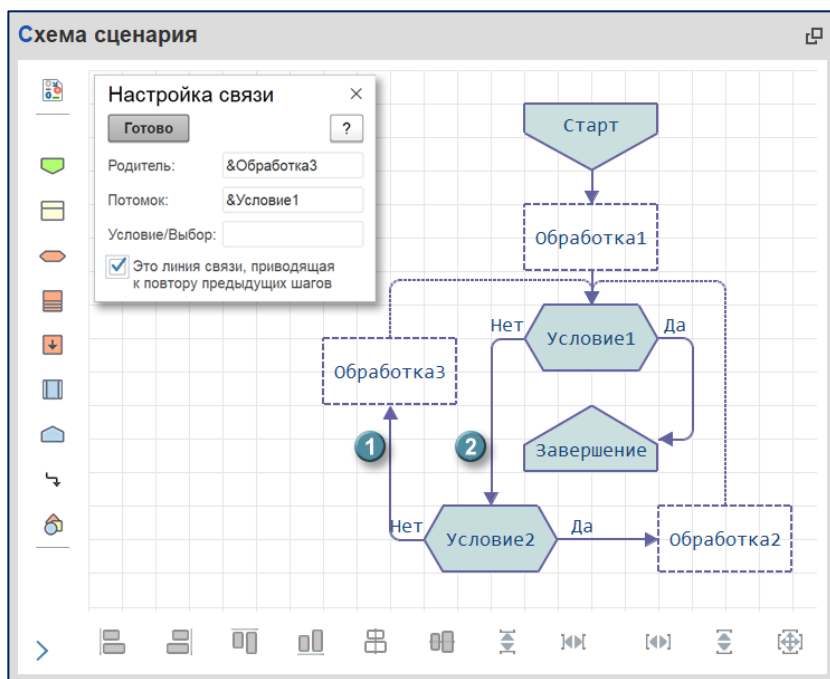 Схема сценария
Настройка связи
Готово
?
Родитель:
&Обработка3
Потомок:
&Условие1
Условие/Выбор:
Это линия связи, приводящая
к повтору предыдущих шагов
Старт
Обработка1
Нет
Условие1
Да
Обработка3
1
2
Завершение
Нет
Условие2
Да
Обработка2